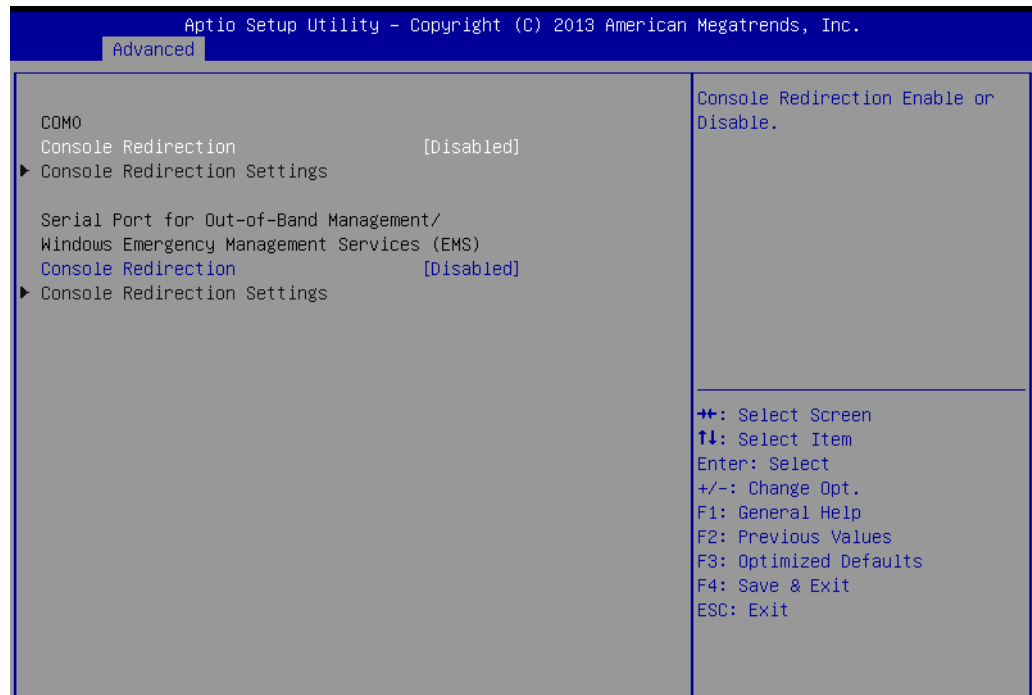 Aptio Setup Utility – Copyright (C) 2013 American Megatrends, Inc.
Advanced
COM0
Console Redirection [Disabled]
▶ Console Redirection Settings
Serial Port for Out-of-Band Management/
Windows Emergency Management Services (EMS)
Console Redirection [Disabled]
▶ Console Redirection Settings
Console Redirection Enable or
Disable.
→←: Select Screen
↑↓: Select Item
Enter: Select
+/-: Change Opt.
F1: General Help
F2: Previous Values
F3: Optimized Defaults
F4: Save & Exit
ESC: Exit